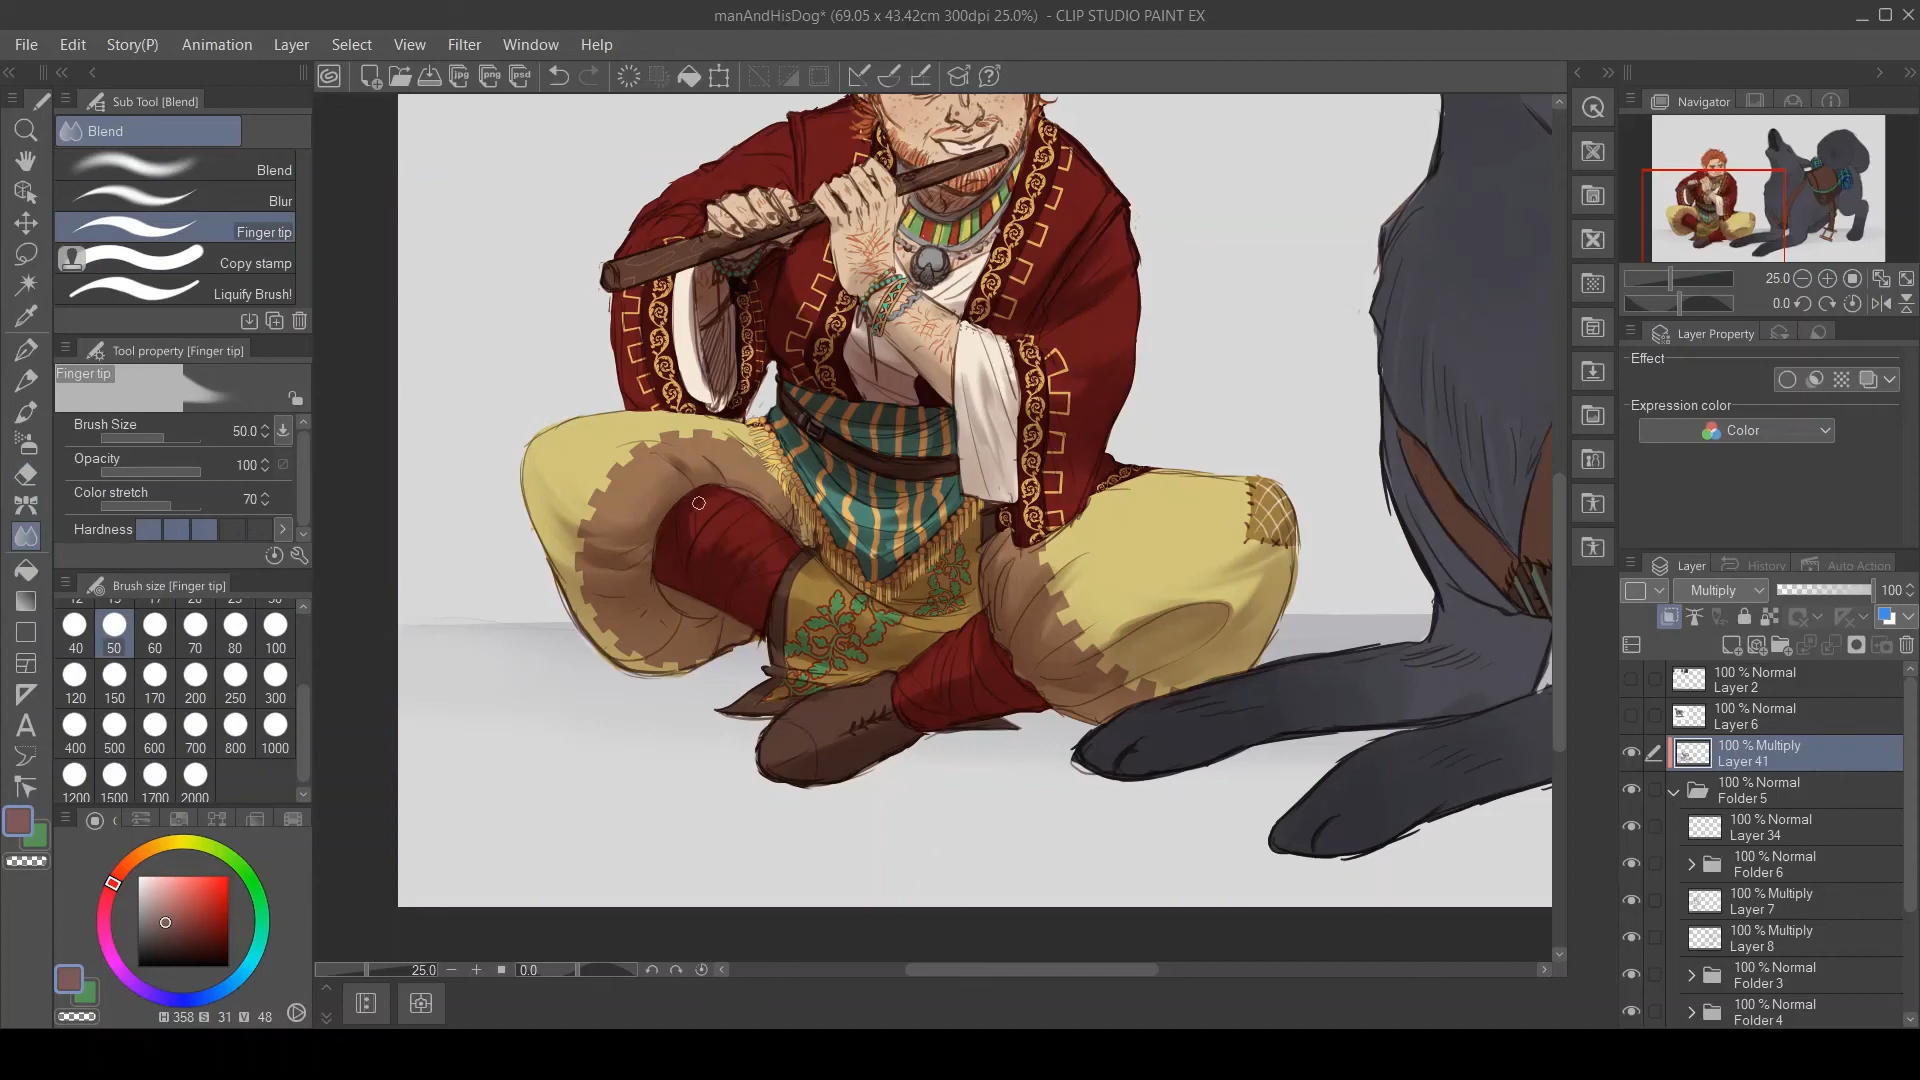 manAndHisDog* (69.05 x 43.42cm 300dpi 25.0%) - CLIP STUDIO PAINT EX
File Edit Story(P) Animation Layer Select View Filter Window Help
jpg png psd
Sub Tool [Blend]
Blend
Blend
Blur
Finger tip
Copy stamp
Liquify Brush!
Tool property [Finger tip]
Finger tip
Brush Size 50.0
Opacity 100
Color stretch 70
Hardness
Brush size [Finger tip]
40 50 60 70 80 100
120 150 170 200 250 300
400 500 600 700 800 1000
1200 1500 1700 2000
H 358 S 31 V 48
25.0 0.0
Navigator
25.0
0.0
Layer Property
Effect
Expression color
Color
Layer History Auto Action
Multiply 100
100 % Normal
Layer 2
100 % Normal
Layer 6
100 % Multiply
Layer 41
100 % Normal
Folder 5
100 % Normal
Layer 34
100 % Normal
Folder 6
100 % Multiply
Layer 7
100 % Multiply
Layer 8
100 % Normal
Folder 3
100 % Normal
Folder 4